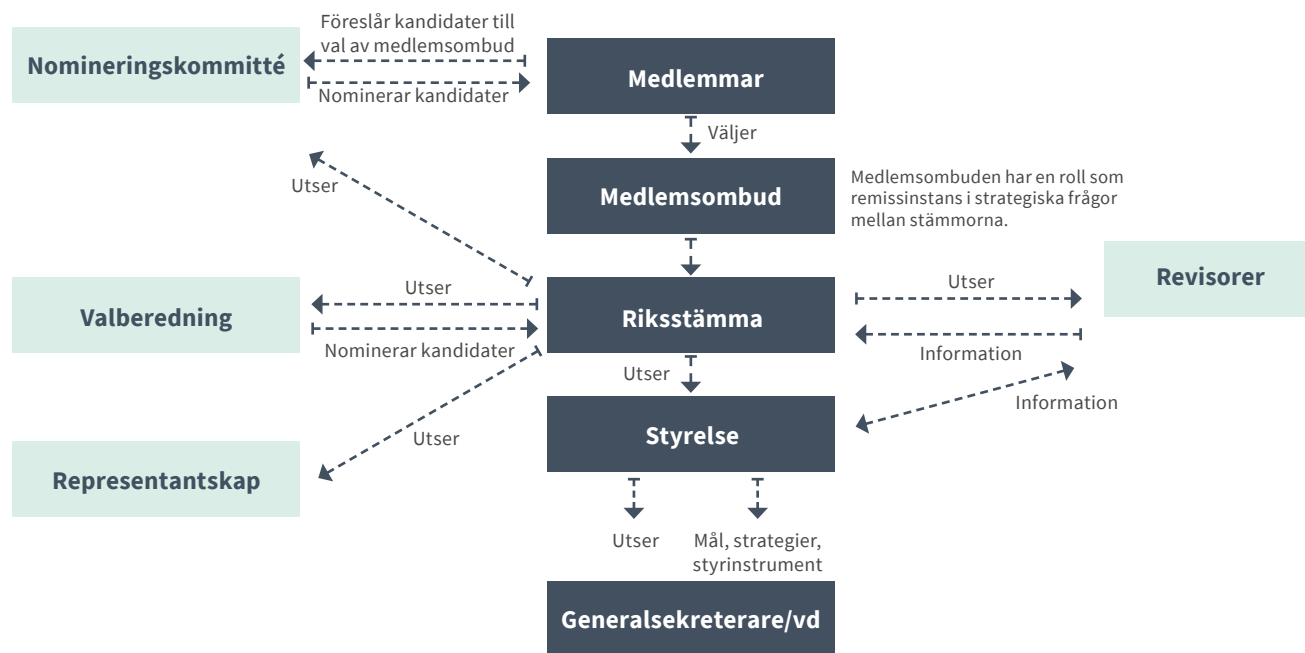 Föreslår kandidater till
val av medlemsombud
Nomineringskommitté
Nominerar kandidater
Medlemmar
Väljer
Utser
Medlemsombud
Medlemsombuden har en roll som
remissinstans i strategiska frågor
mellan stämmorna.
Valberedning
Utser
Nominerar kandidater
Riksstämma
Utser
Revisorer
Information
Information
Utser
Styrelse
Utser
Representantskap
Utser
Mål, strategier,
styrinstrument
Generalsekreterare/vd